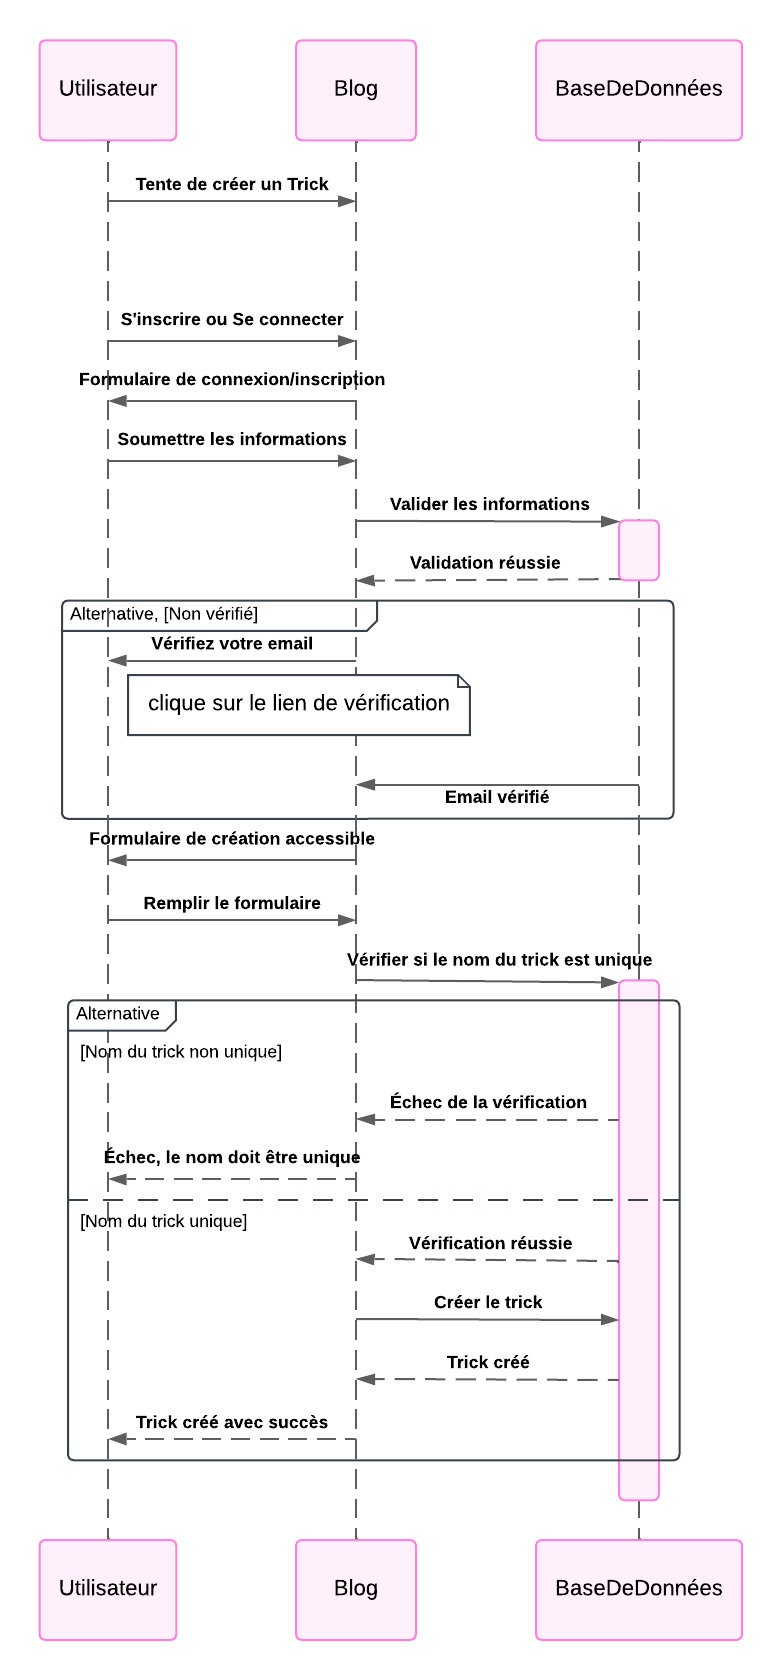 Utilisateur
Blog
BaseDeDonnées
Tente de créer un Trick
S'inscrire ou Se connecter
Formulaire de connexion/inscription
Soumettre les informations
Valider les informations
Validation réussie
Alternative, [Non vérifié]
Vérifiez votre email
clique sur le lien de vérification
Email vérifié
Formulaire de création accessible
Remplir le formulaire
Vérifier si le nom du trick est unique
Alternative
[Nom du trick non unique]
Échec de la vérification
Échec, le nom doit être unique
[Nom du trick unique]
Vérification réussie
Créer le trick
Trick créé
Trick créé avec succès
Utilisateur
Blog
BaseDeDonnées